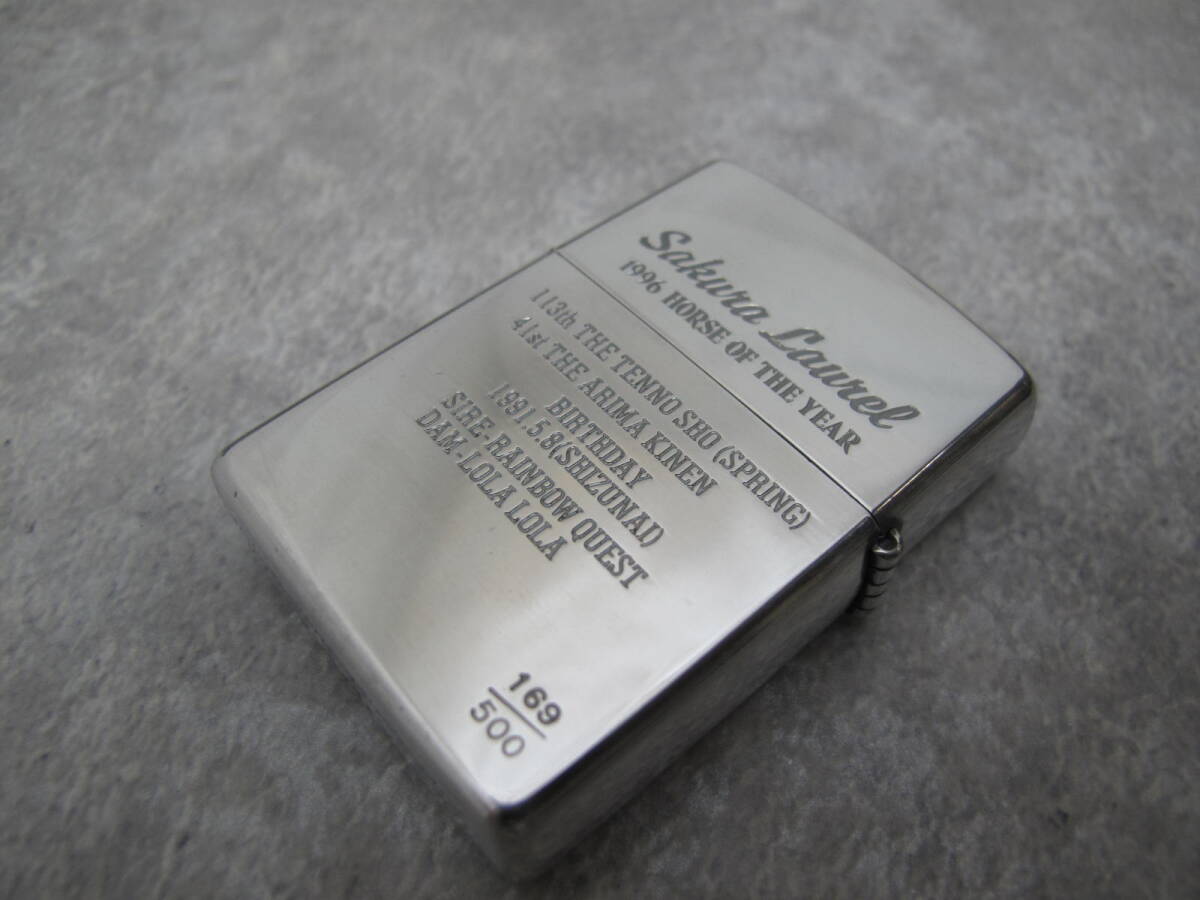 Sakura Laurel
1996 HORSE OF THE YEAR
113th THE TENNO SHO (SPRING)
41st THE ARIMA KINEN
BIRTHDAY
1991.5.8(SHIZUNAI)
SIRE-RAINBOW QUEST
DAM-LOLA LOLA
169
500